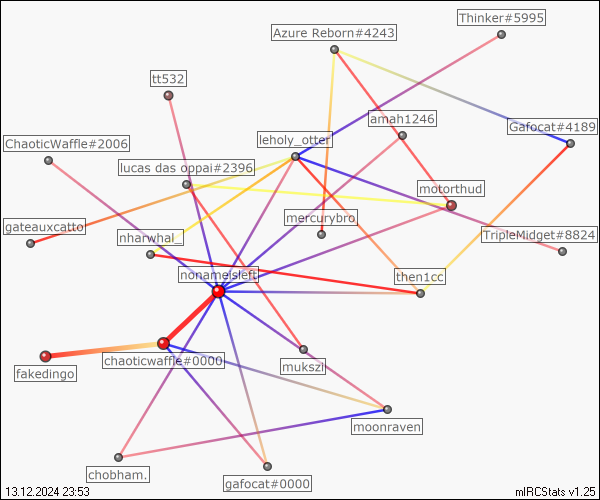 Thinker#5995
Azure Reborn#4243
tt532
amah1246
Gafocat#4189
leholy_otter
ChaoticWaffle#2006
lucas das oppai#2396
motorthud
mercurybro.
gateauxcatto
nharwhal_
TripleMidget#8824
nonameisleft
then1cc
chaoticwaffle#0000
fakedingo
mukszi
moonraven
chobham.
gafocat#0000
13.12.2024 23:53
mIRCStats v1.25